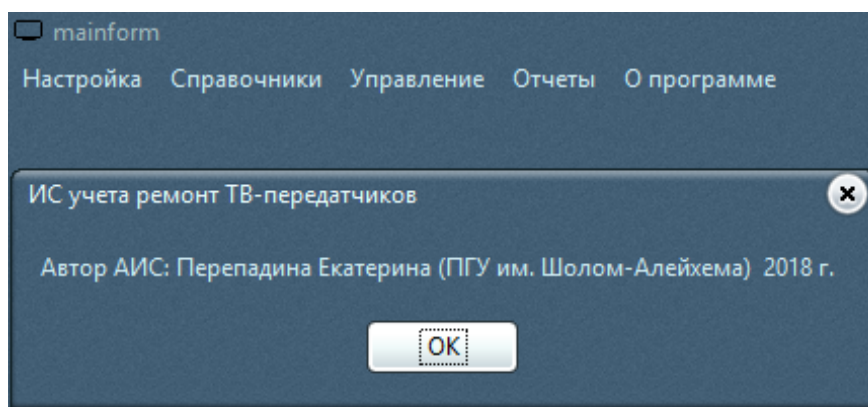 mainform
Настройка Справочники Управление Отчеты О программе
ИС учета ремонт ТВ-передатчиков
Автор АИС: Перепадина Екатерина (ПГУ им. Шолом-Алейхема) 2018 г.
OK